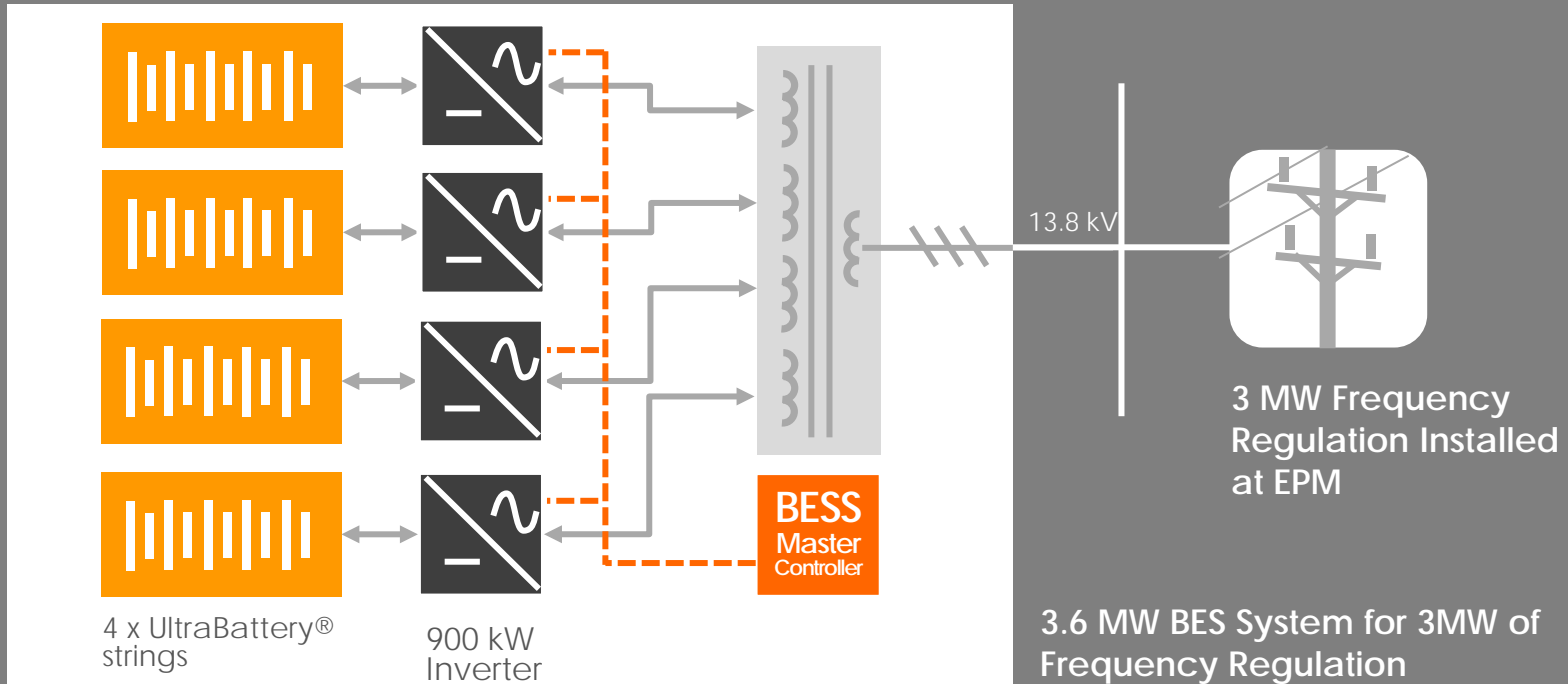 13.8 kV
3 MW Frequency
Regulation Installed
at EPM
BESS
Master
Controller
4 x UltraBattery®
strings
900 kW
Inverter
3.6 MW BES System for 3MW of
Frequency Regulation